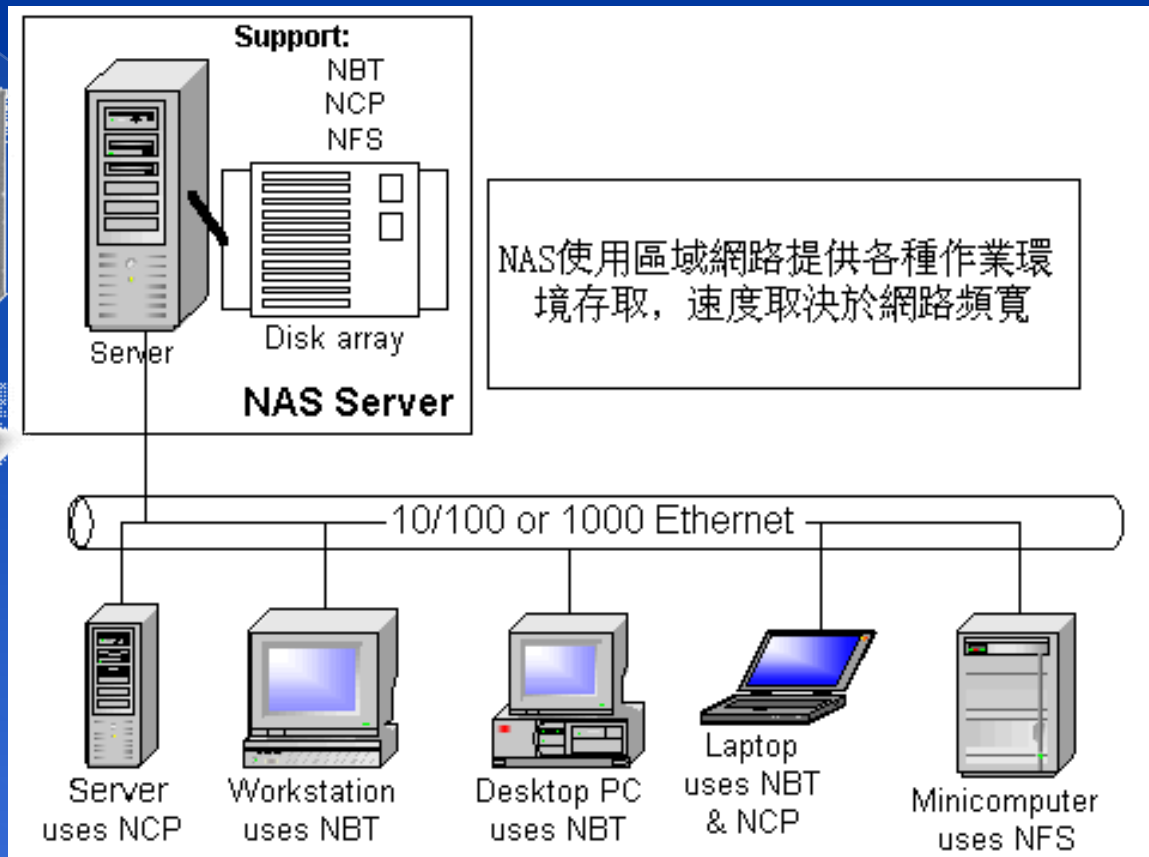 Support:
NBT
NCP
NFS
Server
Disk array
NAS Server
NAS使用區域網路提供各種作業環
境存取，速度取決於網路頻寬
10/100 or 1000 Ethernet
Server
uses NCP
Workstation
uses NBT
Desktop PC
uses NBT
Laptop
uses NBT
& NCP
Minicomputer
uses NFS